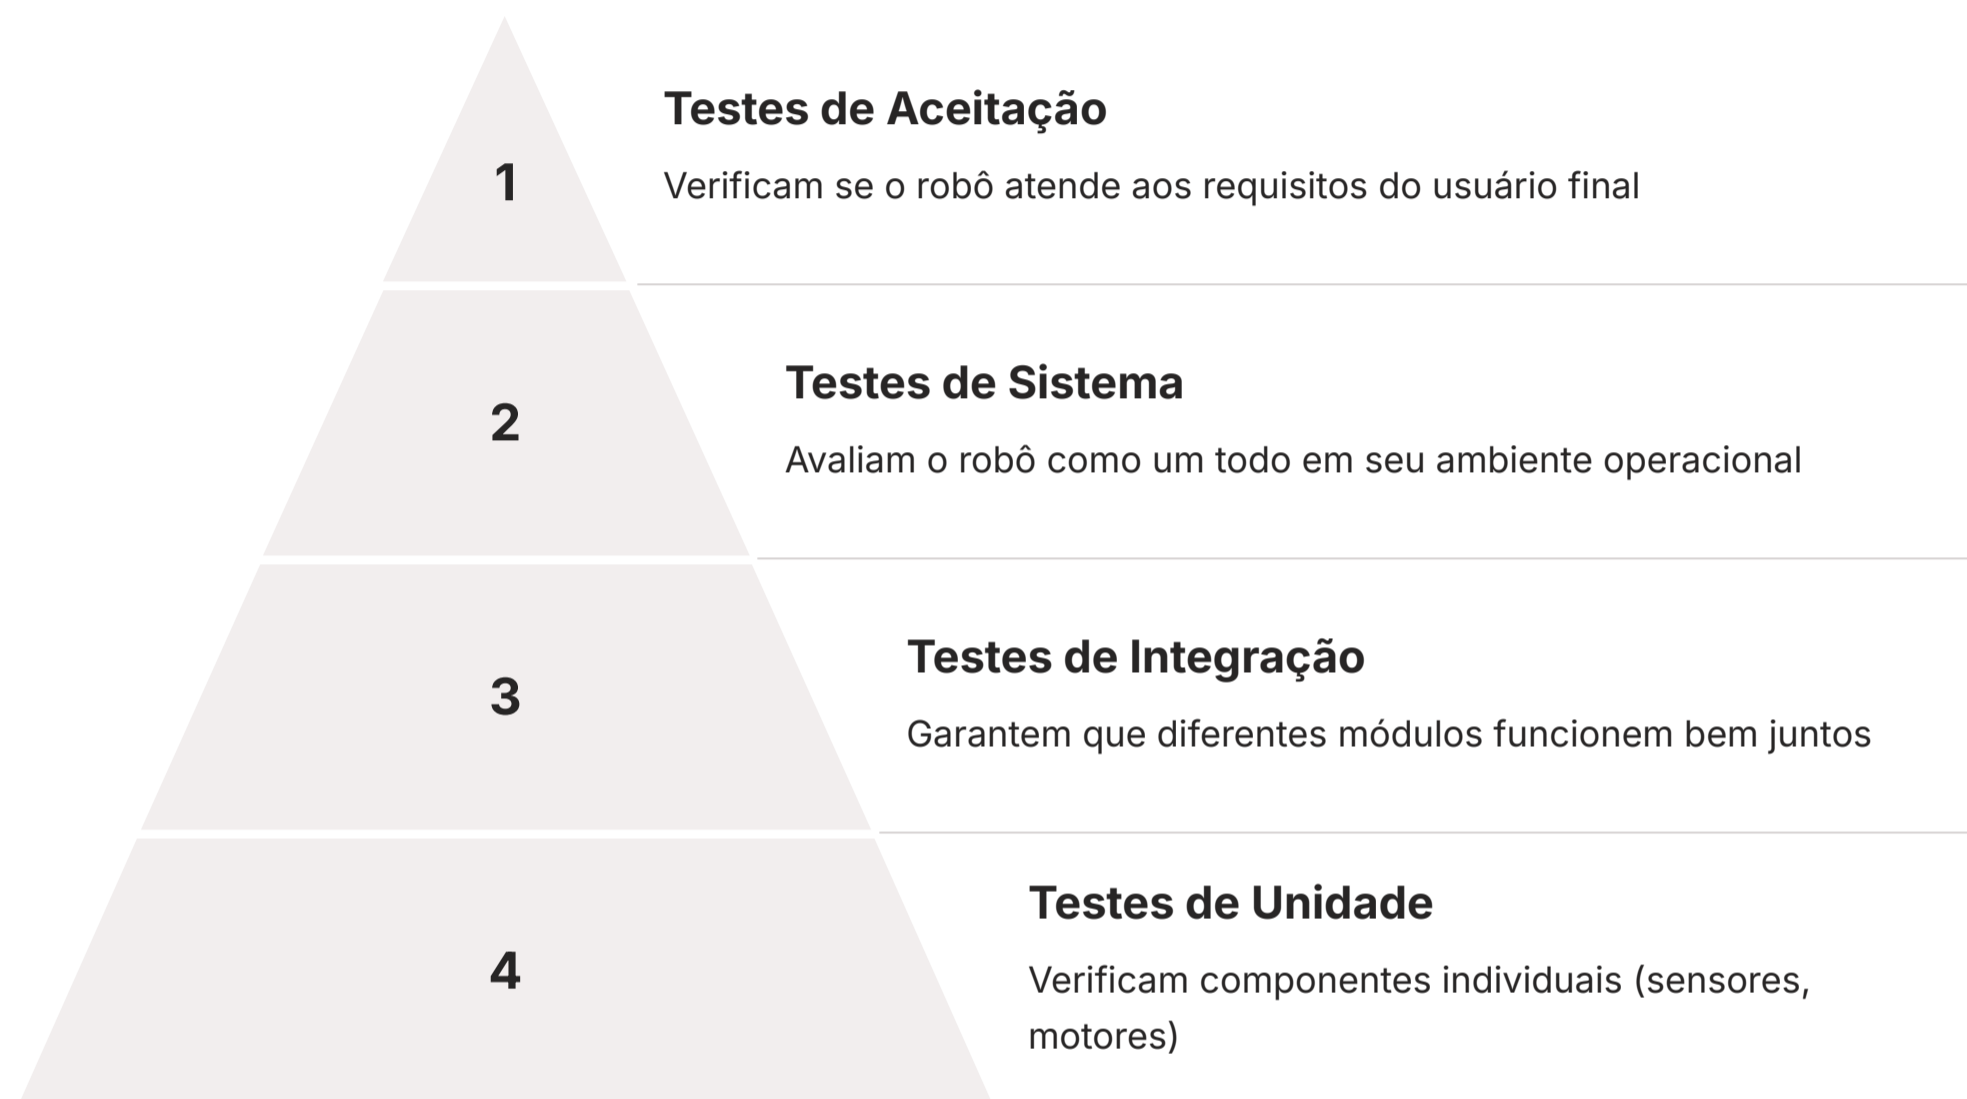 1
Testes de Aceitação
Verificam se o robô atende aos requisitos do usuário final
2
Testes de Sistema
Avaliam o robô como um todo em seu ambiente operacional
3
Testes de Integração
Garantem que diferentes módulos funcionem bem juntos
4
Testes de Unidade
Verificam componentes individuais (sensores,
motores)